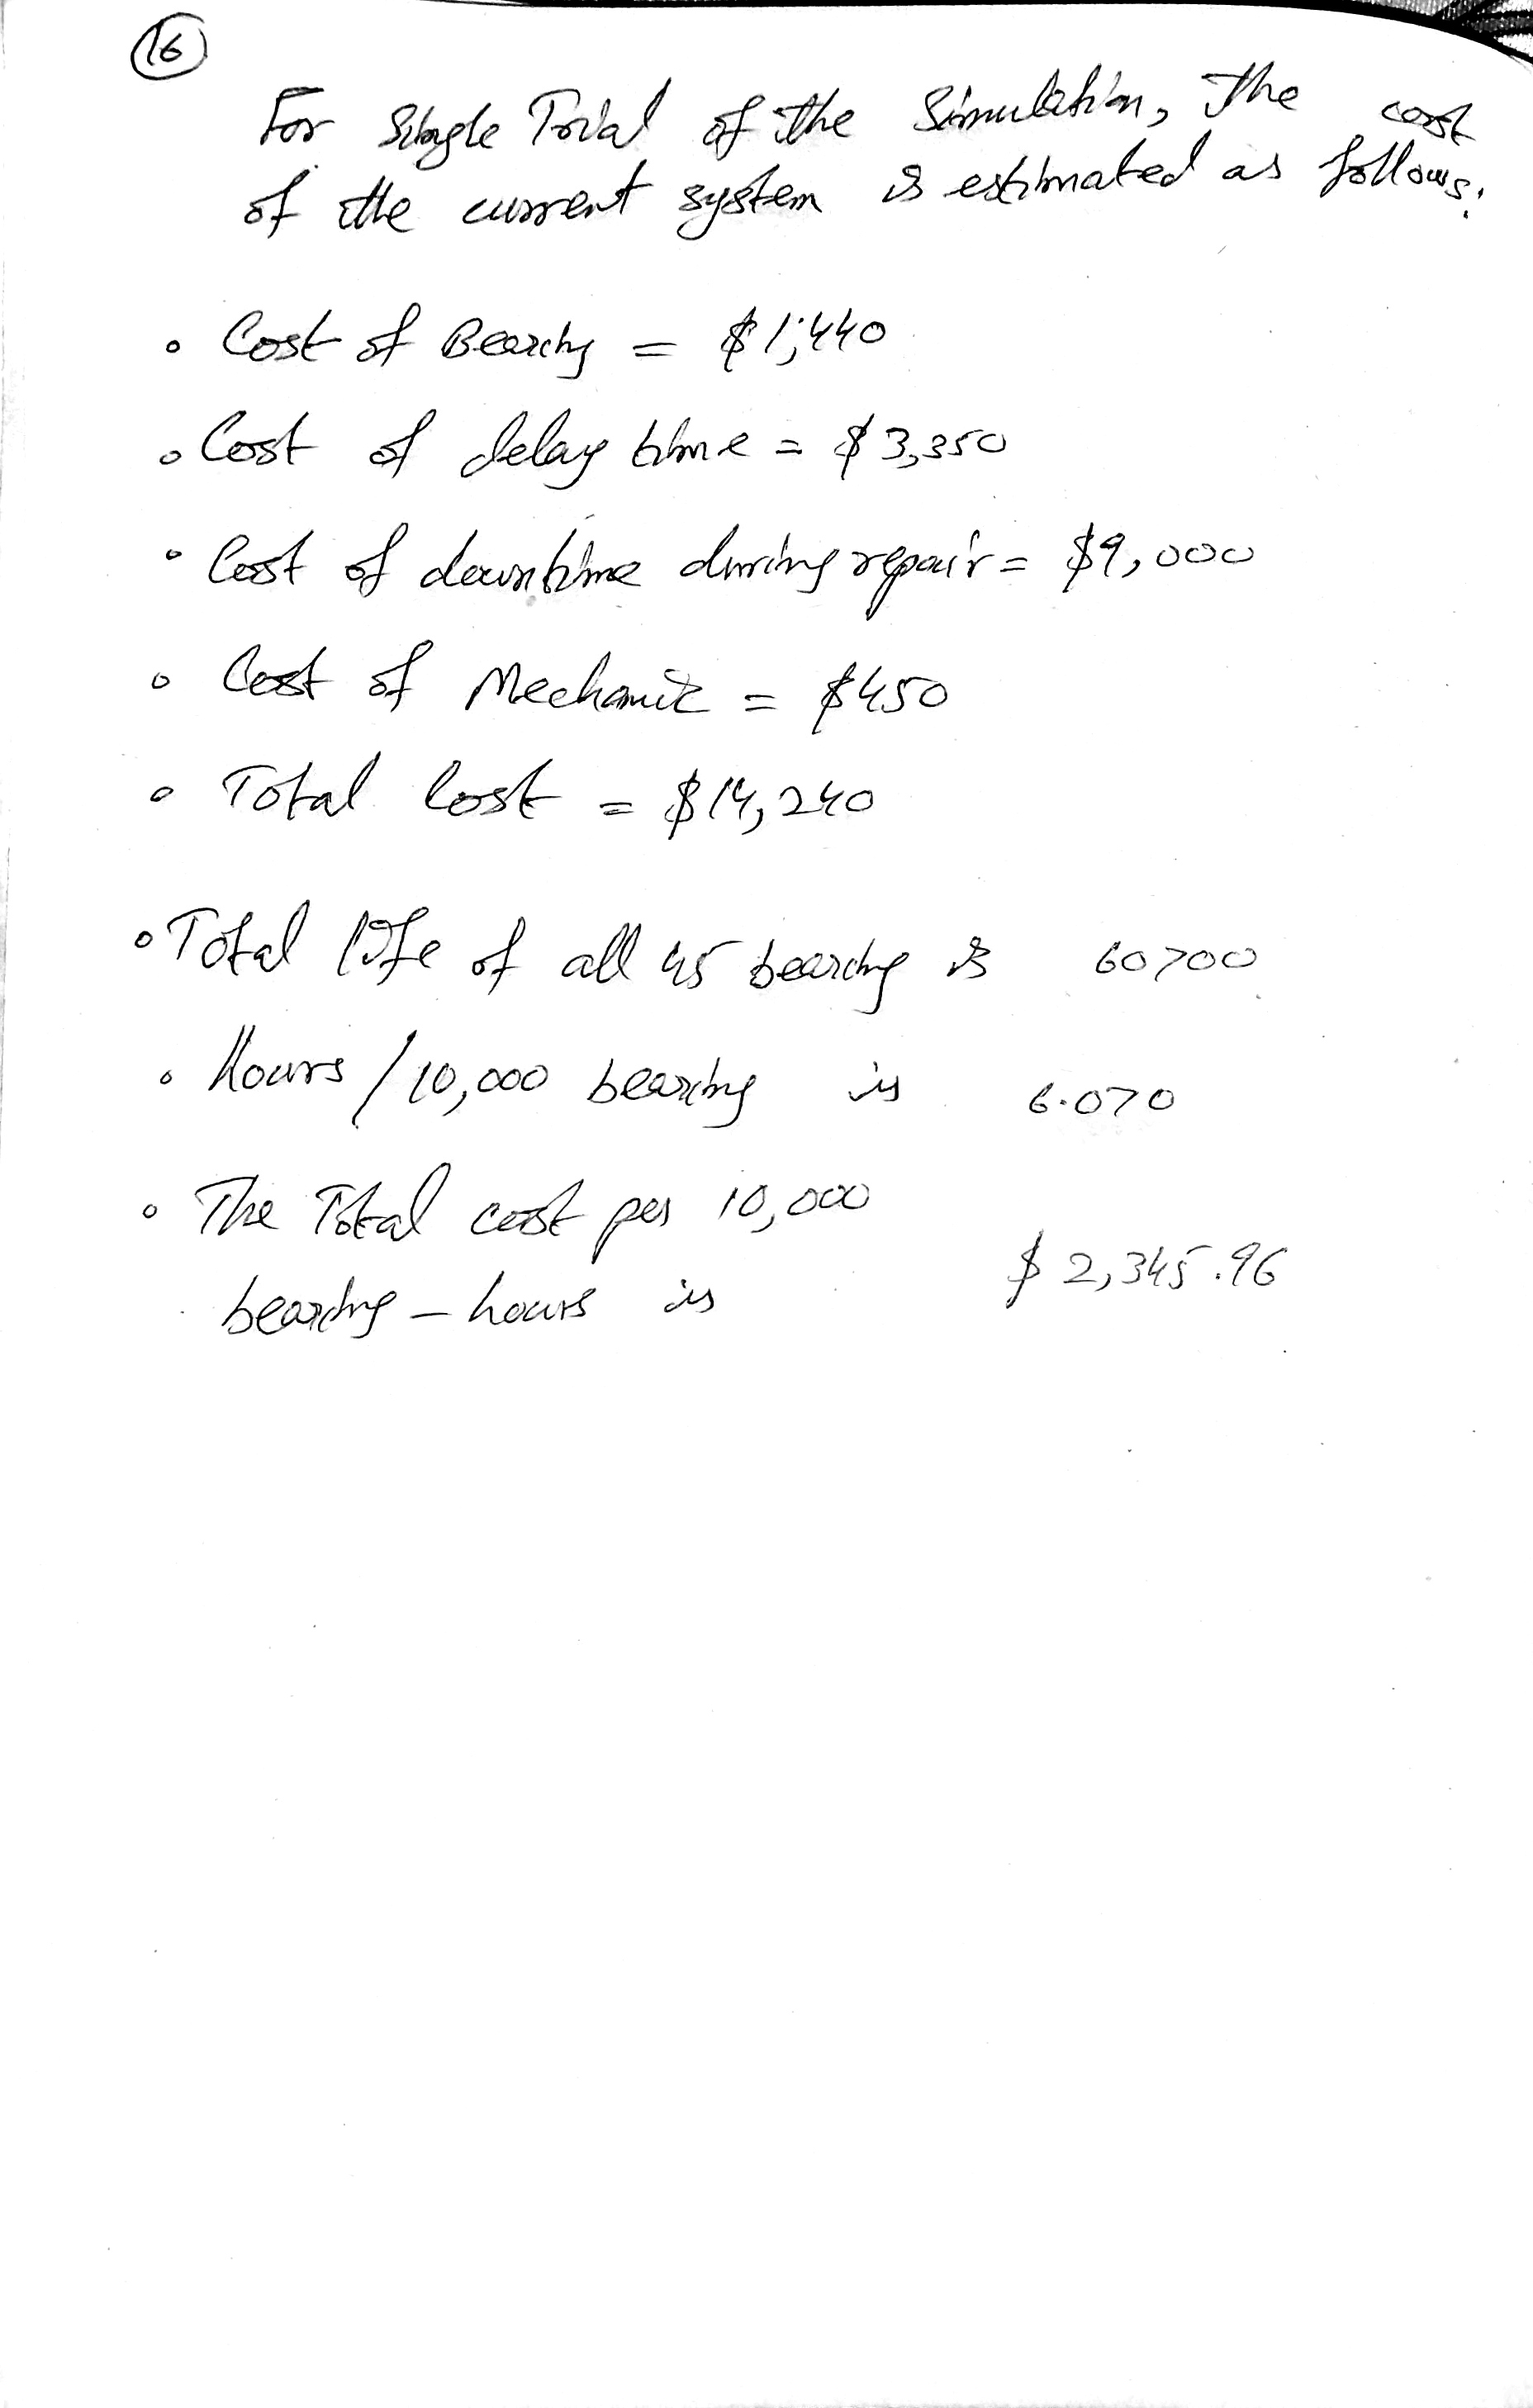 16
For Single Trial of the Simulation, The cost
of the current system is estimated as follows:
• Cost of Bearing = $1,440
• Cost of delay time = $3,350
• Cost of downtime during repair = $9,000
• Cost of Mechanic = $450
• Total Cost = $14,240
• Total life of all 45 bearing is 60700
• Hours / 10,000 bearing is 6.070
• The Total cost per 10,000
bearing - hours is $2,345.96